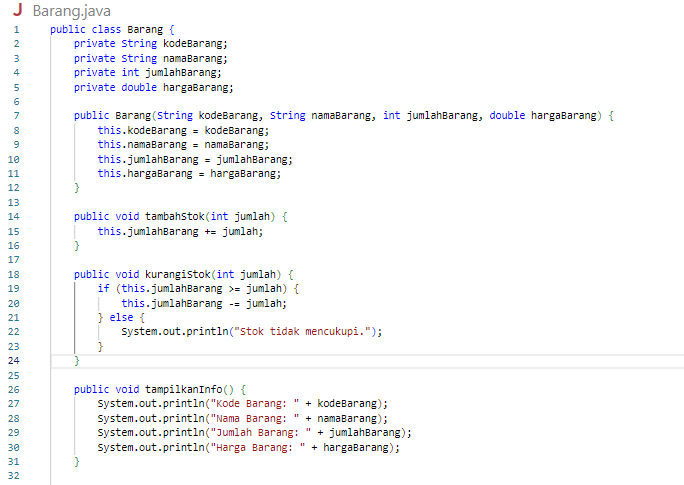 J Barang.java
1 public class Barang {
2     private String kodeBarang;
3     private String namaBarang;
4     private int jumlahBarang;
5     private double hargaBarang;
6
7     public Barang(String kodeBarang, String namaBarang, int jumlahBarang, double hargaBarang) {
8         this.kodeBarang = kodeBarang;
9         this.namaBarang = namaBarang;
10         this.jumlahBarang = jumlahBarang;
11         this.hargaBarang = hargaBarang;
12     }
13
14     public void tambahStok(int jumlah) {
15         this.jumlahBarang += jumlah;
16     }
17
18     public void kurangiStok(int jumlah) {
19         if (this.jumlahBarang >= jumlah) {
20             this.jumlahBarang -= jumlah;
21         } else {
22             System.out.println("Stok tidak mencukupi.");
23         }
24     }
25
26     public void tampilkanInfo() {
27         System.out.println("Kode Barang: " + kodeBarang);
28         System.out.println("Nama Barang: " + namaBarang);
29         System.out.println("Jumlah Barang: " + jumlahBarang);
30         System.out.println("Harga Barang: " + hargaBarang);
31     }
32